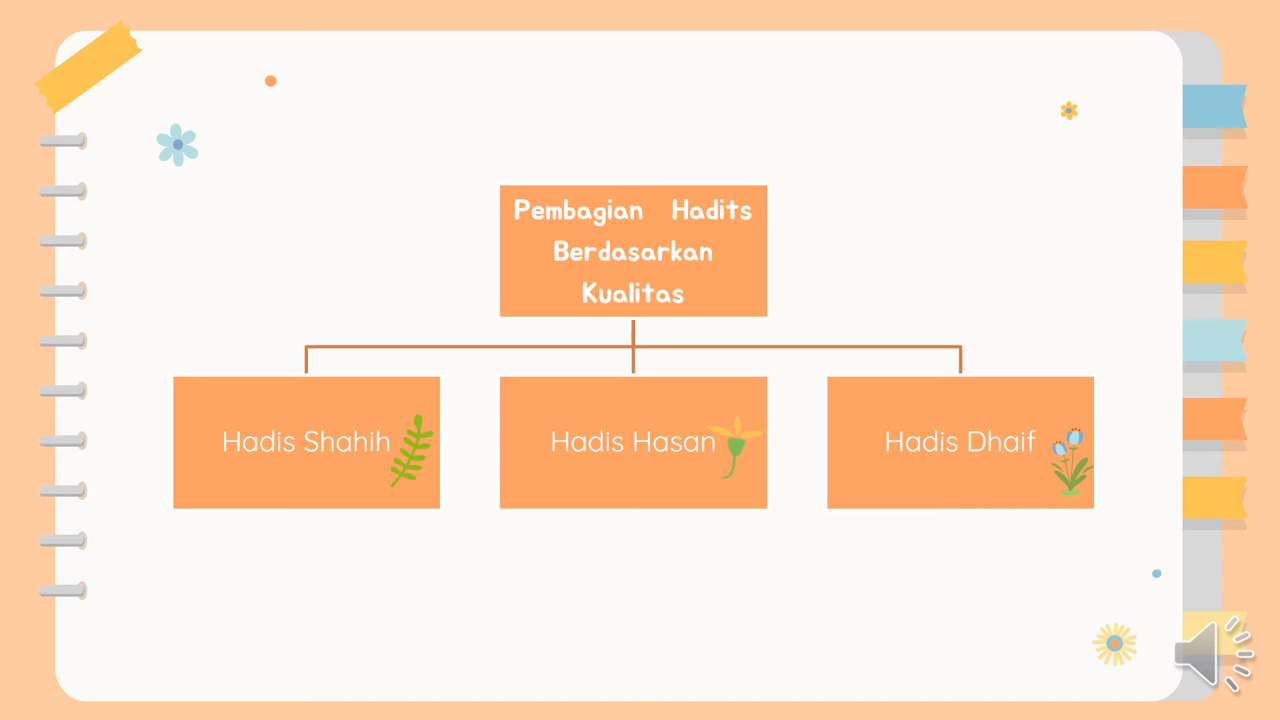 Pembagian Hadits
Berdasarkan
Kualitas
Hadis Shahih
Hadis Hasan
Hadis Dhaif